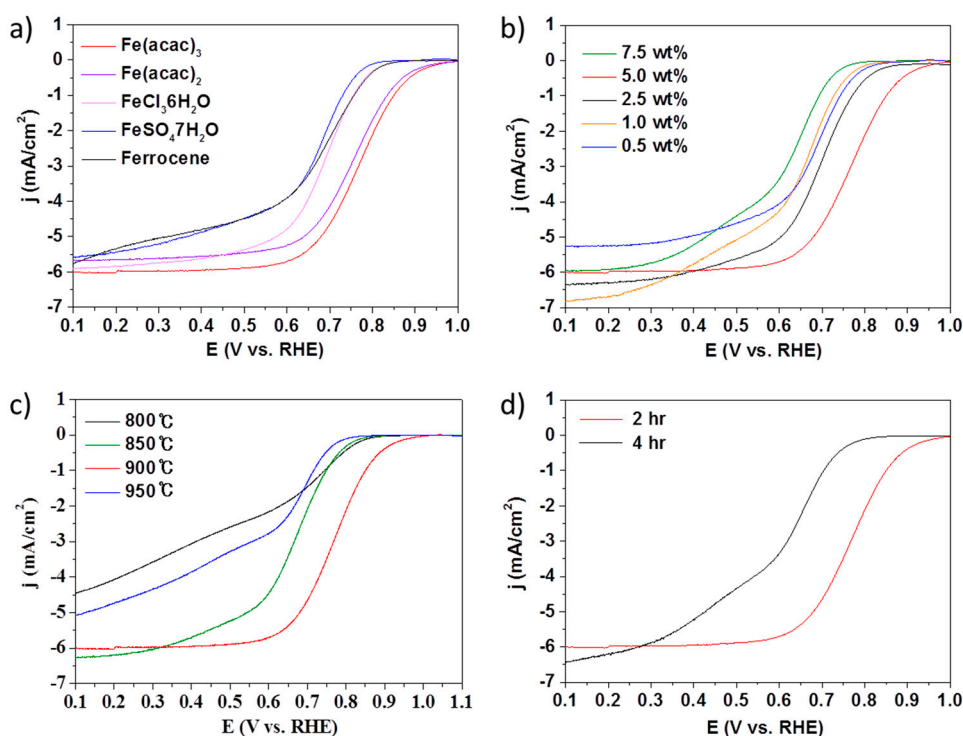 a)
Fe(acac)₃
Fe(acac)₂
FeCl₃6H₂O
FeSO₄7H₂O
Ferrocene
1
0
-1
-2
-3
-4
-5
-6
-7
j (mA/cm²)
0.1 0.2 0.3 0.4 0.5 0.6 0.7 0.8 0.9 1.0
E (V vs. RHE)
b)
7.5 wt%
5.0 wt%
2.5 wt%
1.0 wt%
0.5 wt%
1
0
-1
-2
-3
-4
-5
-6
-7
j (mA/cm²)
0.1 0.2 0.3 0.4 0.5 0.6 0.7 0.8 0.9 1.0
E (V vs. RHE)
c)
800℃
850℃
900℃
950℃
1
0
-1
-2
-3
-4
-5
-6
-7
j (mA/cm²)
0.1 0.2 0.3 0.4 0.5 0.6 0.7 0.8 0.9 1.0 1.1
E (V vs. RHE)
d)
2 hr
4 hr
1
0
-1
-2
-3
-4
-5
-6
-7
j (mA/cm²)
0.1 0.2 0.3 0.4 0.5 0.6 0.7 0.8 0.9 1.0
E (V vs. RHE)